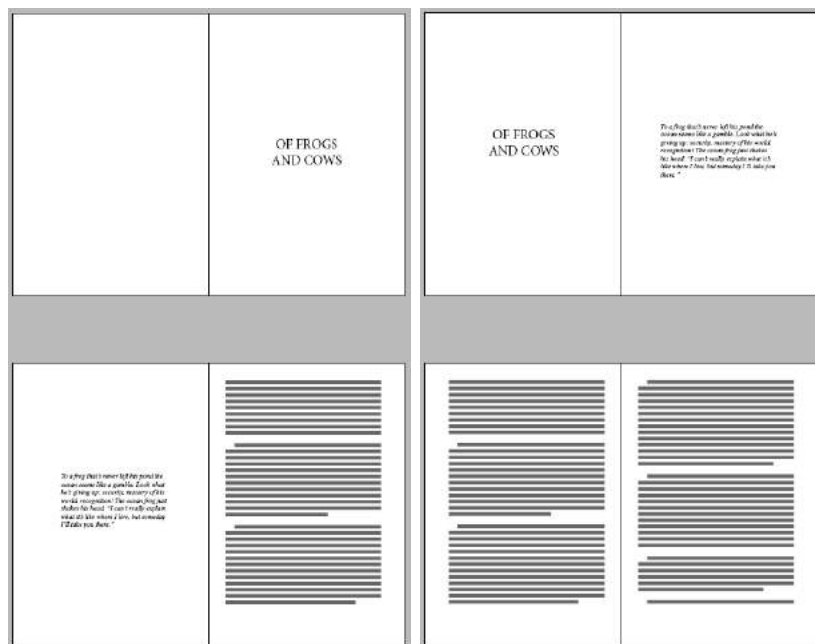 OF FROGS
AND COWS
OF FROGS
AND COWS
To a frog that's never left his pond the
ocean seems like a gamble. Look what he's
giving up: security, mastery of his world,
recognition! The ocean frog just shakes
his head. "I can't really explain what it's
like where I live, but someday I'll take you
there."
To a frog that's never left his pond the
ocean seems like a gamble. Look what
he's giving up: security, mastery of his
world, recognition! The ocean frog just
shakes his head. "I can't really explain
what it's like where I live, but someday
I'll take you there."